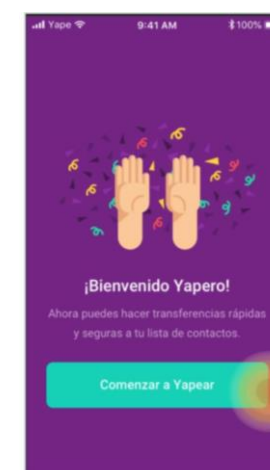 Yape 9:41 AM 100%
¡Bienvenido Yapero!
Ahora puedes hacer transferencias rápidas
y seguras a tu lista de contactos.
Comenzar a Yapear